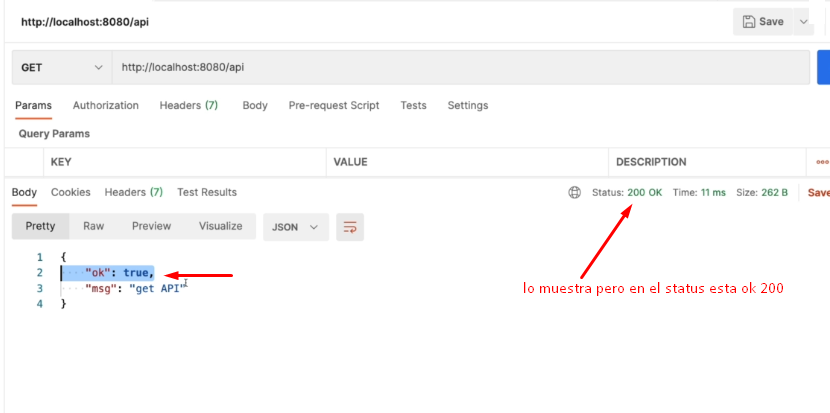 http://localhost:8080/api
Save
GET
http://localhost:8080/api
Params Authorization Headers (7) Body Pre-request Script Tests Settings
Query Params
KEY VALUE DESCRIPTION
Body Cookies Headers (7) Test Results Status: 200 OK Time: 11 ms Size: 262 B Save
Pretty Raw Preview Visualize JSON
1 {
2 ····"ok": true,
3 ····"msg": "get API"
4 }
lo muestra pero en el status esta ok 200